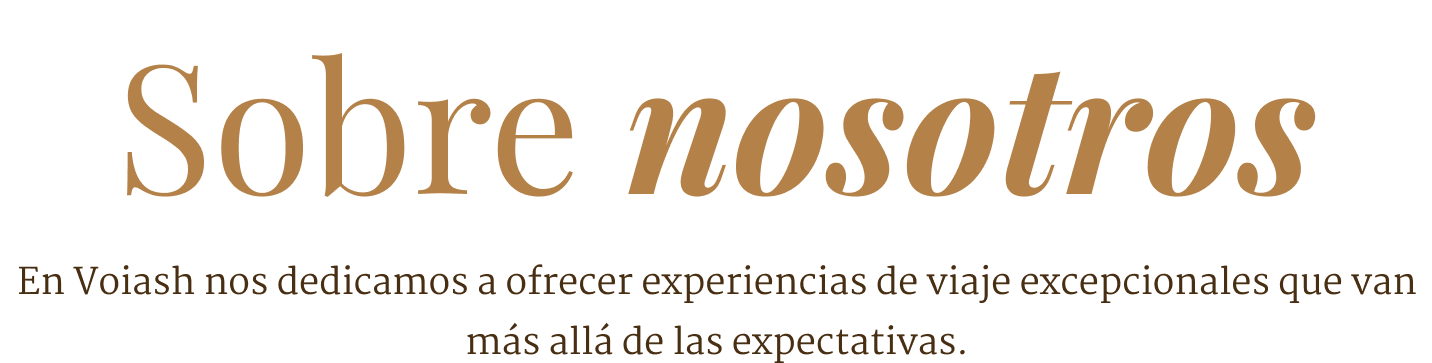 Sobre nosotros
En Voiash nos dedicamos a ofrecer experiencias de viaje excepcionales que van
más allá de las expectativas.